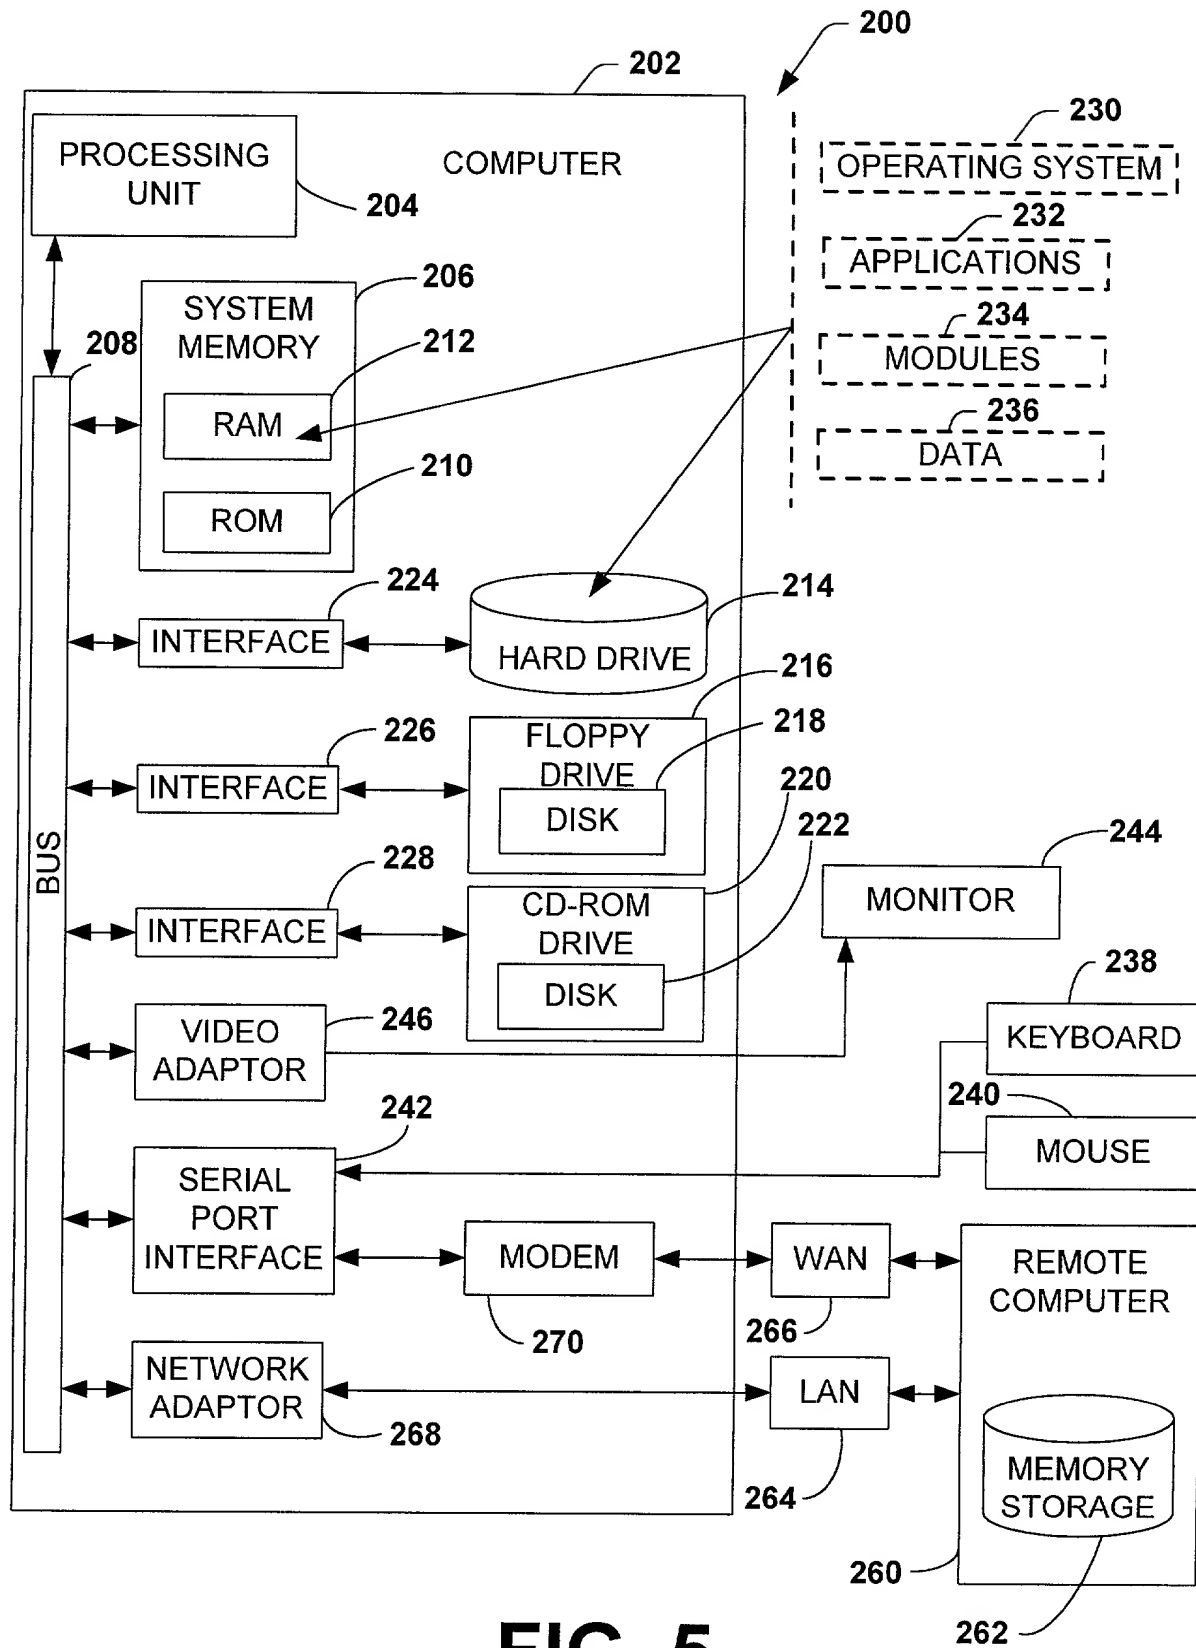 200
202
230
PROCESSING
UNIT
COMPUTER
OPERATING SYSTEM
204
232
APPLICATIONS
206
SYSTEM
MEMORY
208
212
234
MODULES
RAM
236
DATA
210
ROM
224
214
INTERFACE
HARD DRIVE
216
218
226
FLOPPY
DRIVE
INTERFACE
220
DISK
222
244
BUS
228
MONITOR
CD-ROM
DRIVE
INTERFACE
238
DISK
246
VIDEO
ADAPTOR
KEYBOARD
240
242
MOUSE
SERIAL
PORT
INTERFACE
MODEM
WAN
REMOTE
COMPUTER
270
266
NETWORK
ADAPTOR
LAN
268
MEMORY
STORAGE
264
260
262
FIG. 5